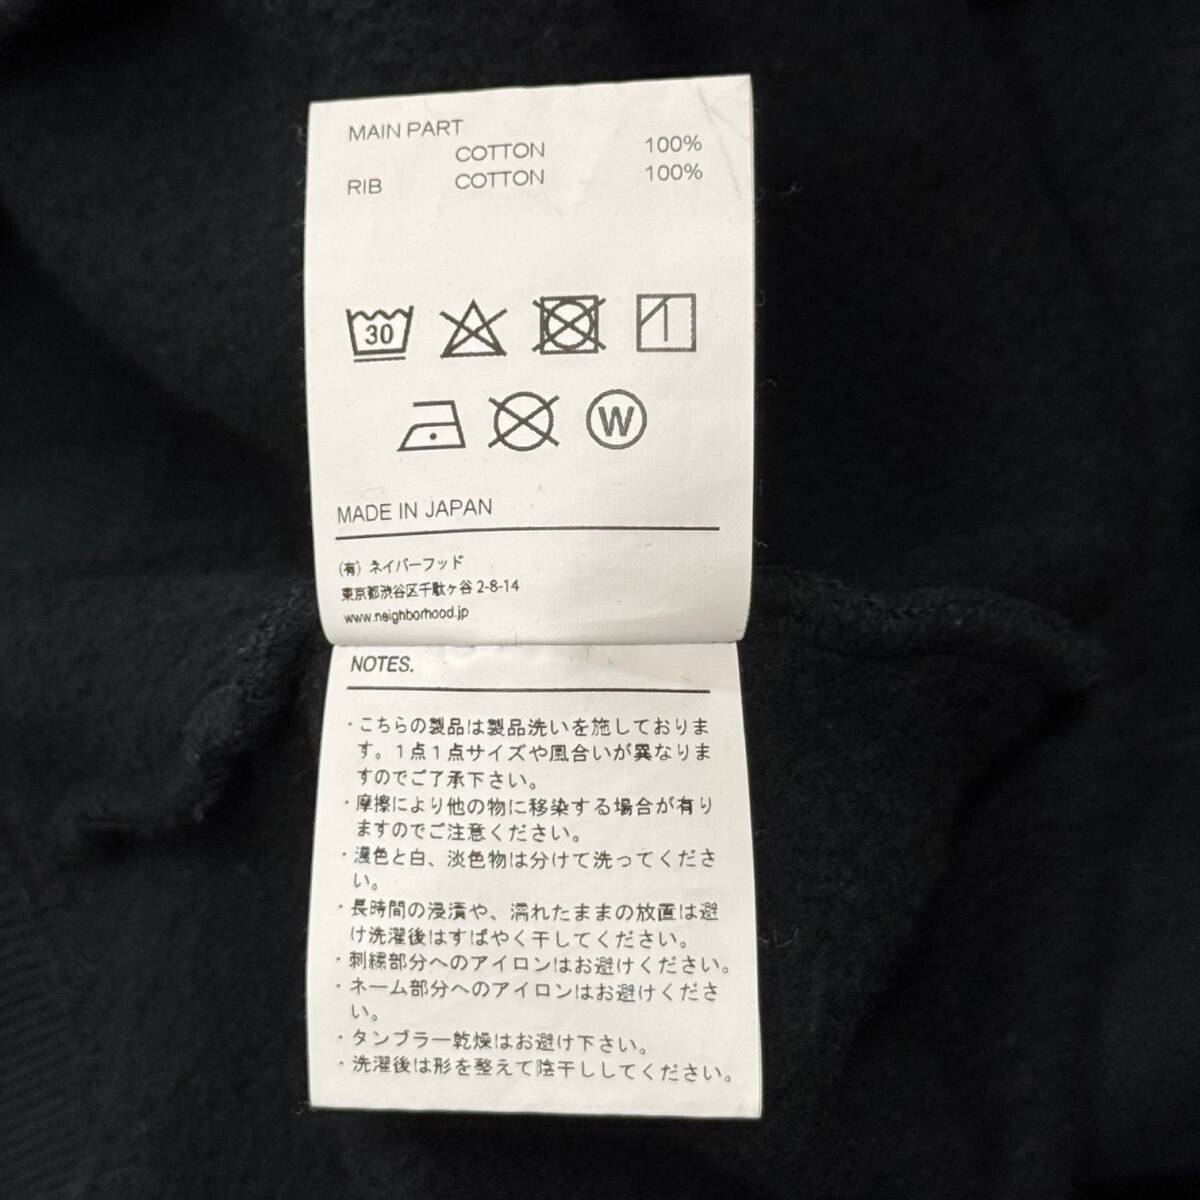 MAIN PART
COTTON 100%
RIB COTTON 100%
30
W
MADE IN JAPAN
(有) ネイバーフッド
東京都渋谷区千駄ヶ谷 2-8-14
www.neighborhood.jp
NOTES.
・こちらの製品は製品洗いを施しておりま
す。1点1点サイズや風合いが異なりま
すのでご了承下さい。
・摩擦により他の物に移染する場合が有り
ますのでご注意ください。
・濃色と白、淡色物は分けて洗ってくださ
い。
・長時間の浸漬や、濡れたままの放置は避
け洗濯後はすばやく干してください。
・刺繍部分へのアイロンはお避けください。
・ネーム部分へのアイロンはお避けくださ
い。
・タンブラー乾燥はお避け下さい。
・洗濯後は形を整えて陰干ししてください。